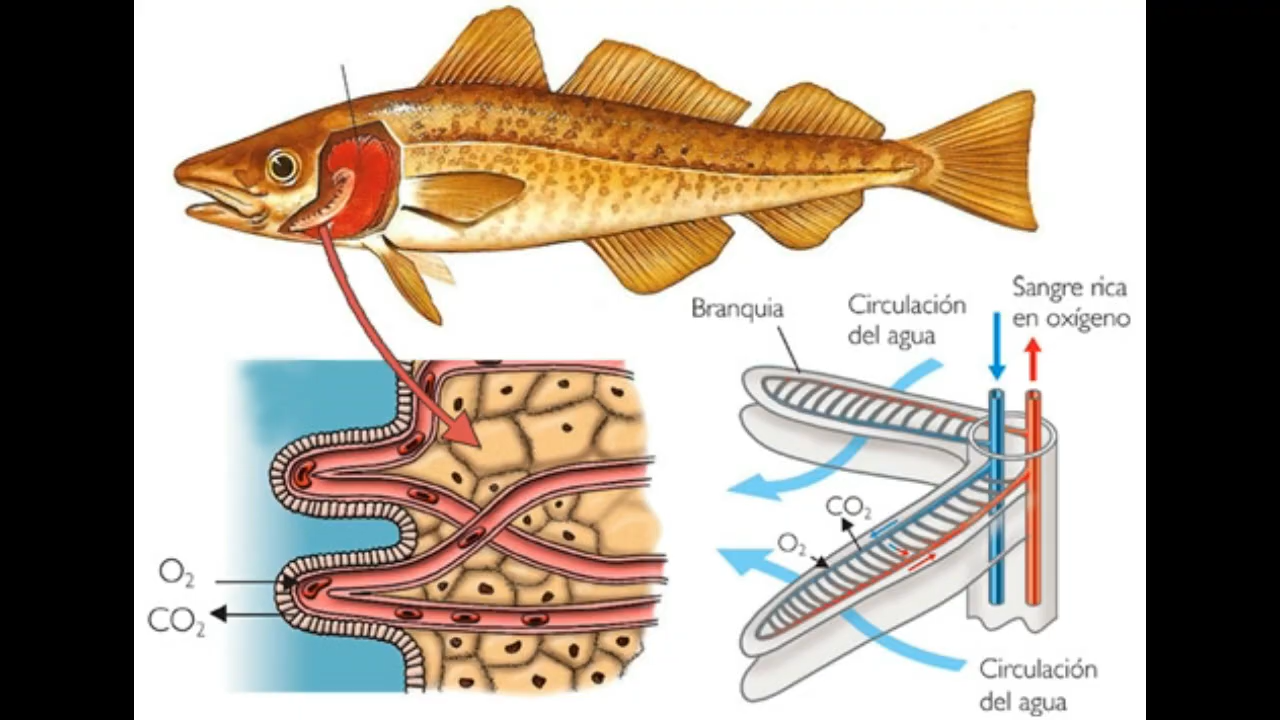 Sangre rica
en oxígeno
Circulación
del agua
Branquia
CO₂
O₂
O₂
CO₂
Circulación
del agua